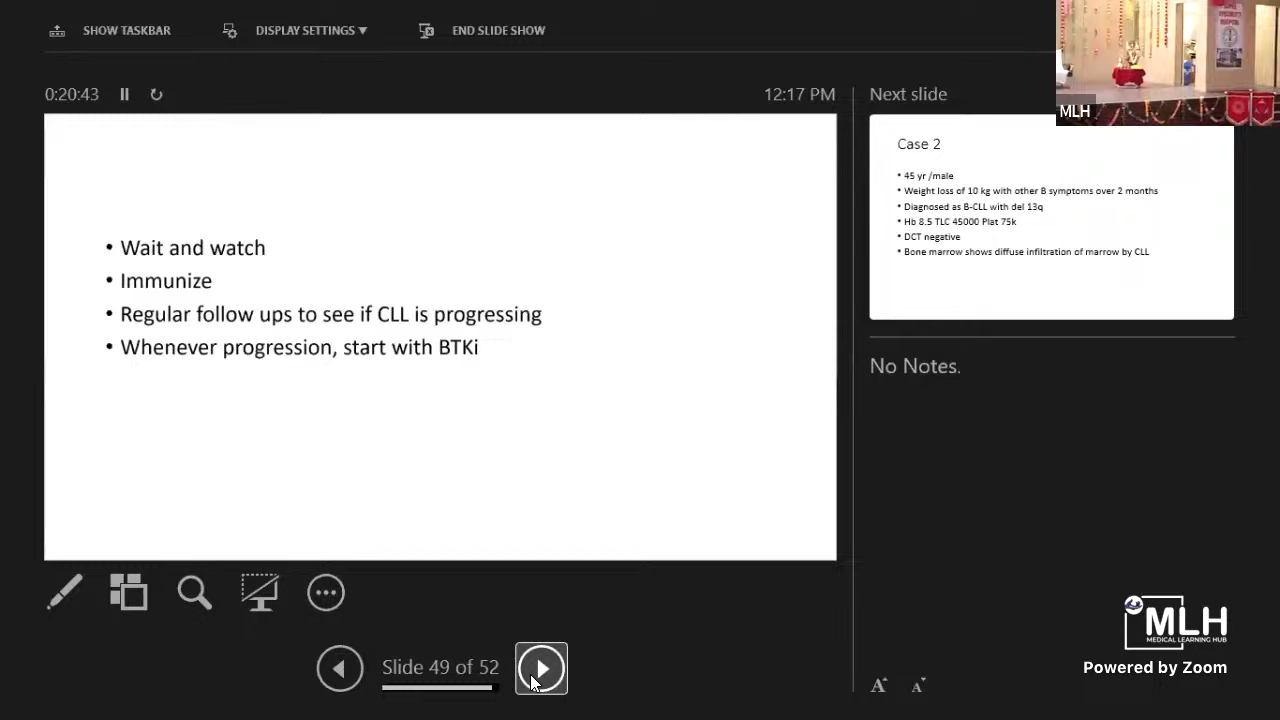 SHOW TASKBAR
DISPLAY SETTINGS ▼
END SLIDE SHOW
0:20:43
12:17 PM
Next slide
MLH
• Wait and watch
• Immunize
• Regular follow ups to see if CLL is progressing
• Whenever progression, start with BTKi
Case 2
• 45 yr /male
• Weight loss of 10 kg with other B symptoms over 2 months
• Diagnosed as B-CLL with del 13q
• Hb 8.5 TLC 45000 Plat 75k
• DCT negative
• Bone marrow shows diffuse infiltration of marrow by CLL
No Notes.
Slide 49 of 52
A A
MLH
MEDICAL LEARNING HUB
Powered by Zoom